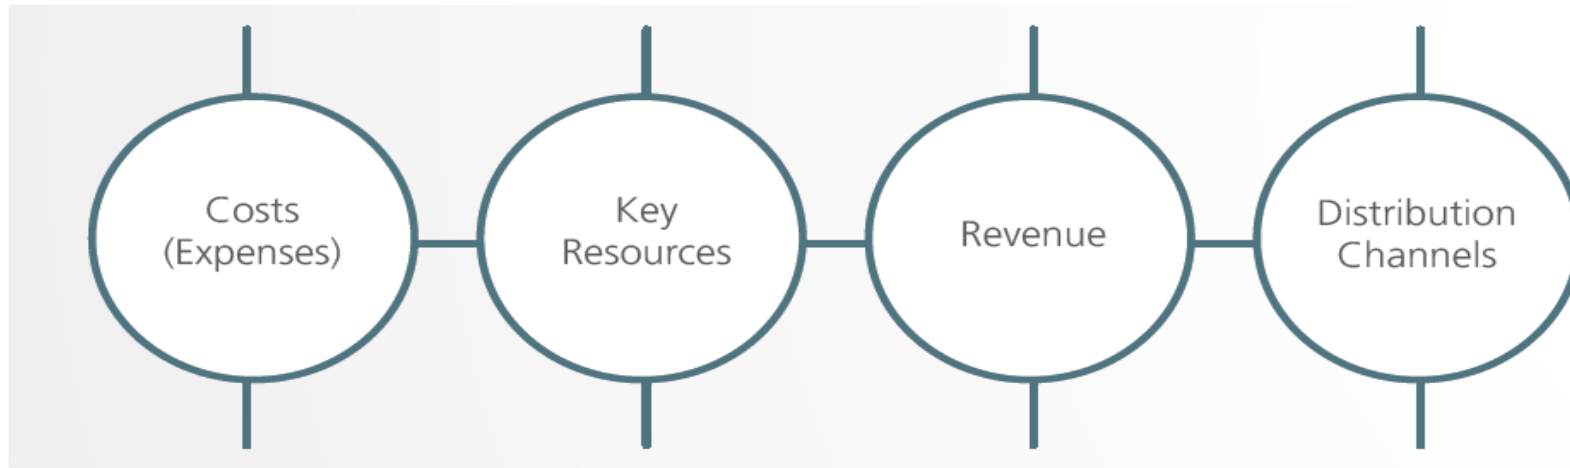 Costs
(Expenses)
Key
Resources
Revenue
Distribution
Channels